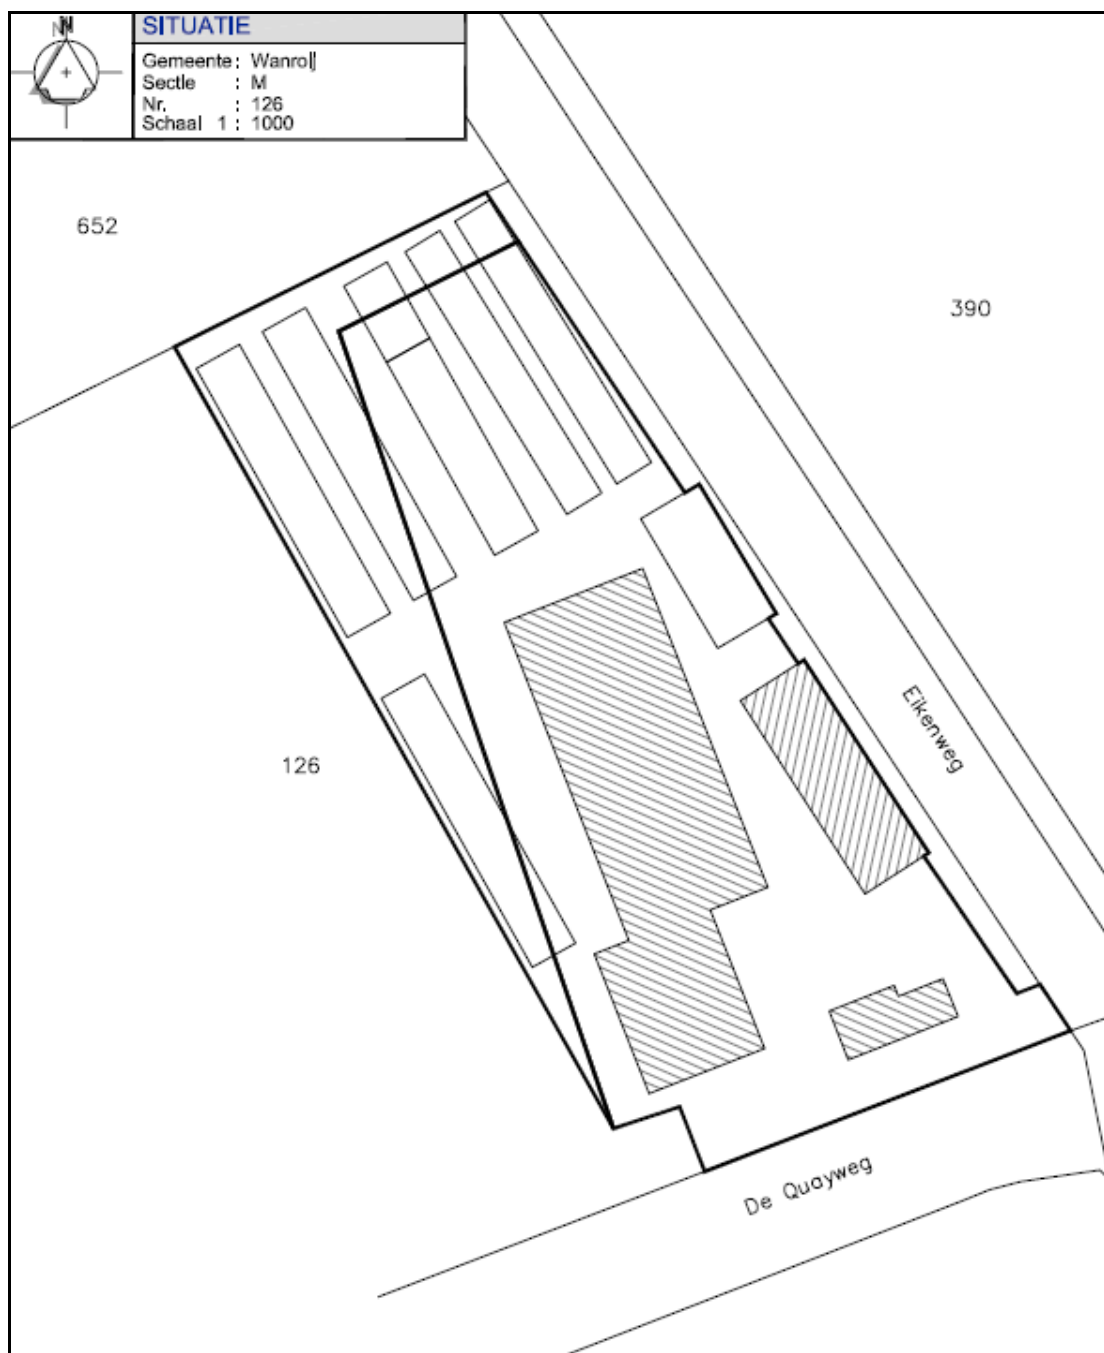 N
SITUATIE
Gemeente : Wanroij
Sectie : M
Nr. : 126
Schaal 1 : 1000
652
390
Eikenweg
126
De Quayweg